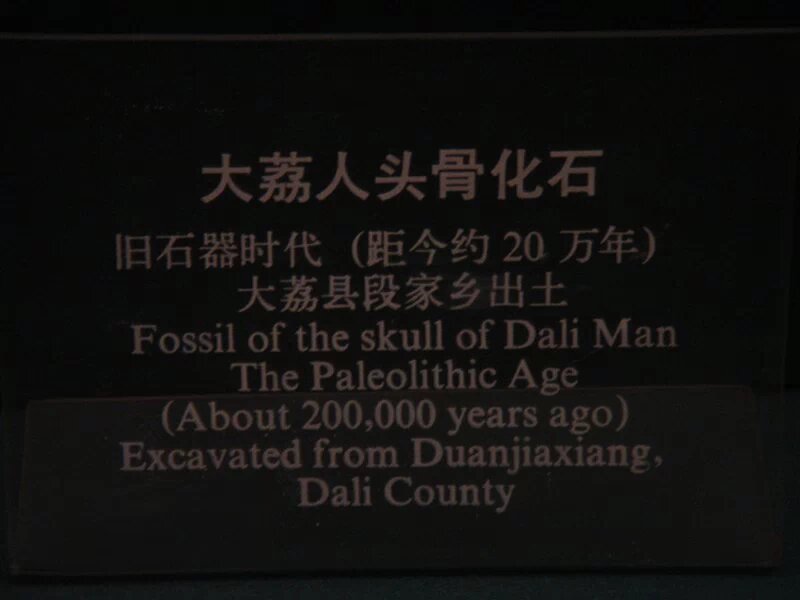 大荔人头骨化石
旧石器时代（距今约 20 万年）
大荔县段家乡出土
Fossil of the skull of Dali Man
The Paleolithic Age
(About 200,000 years ago)
Excavated from Duanjiaxiang,
Dali County